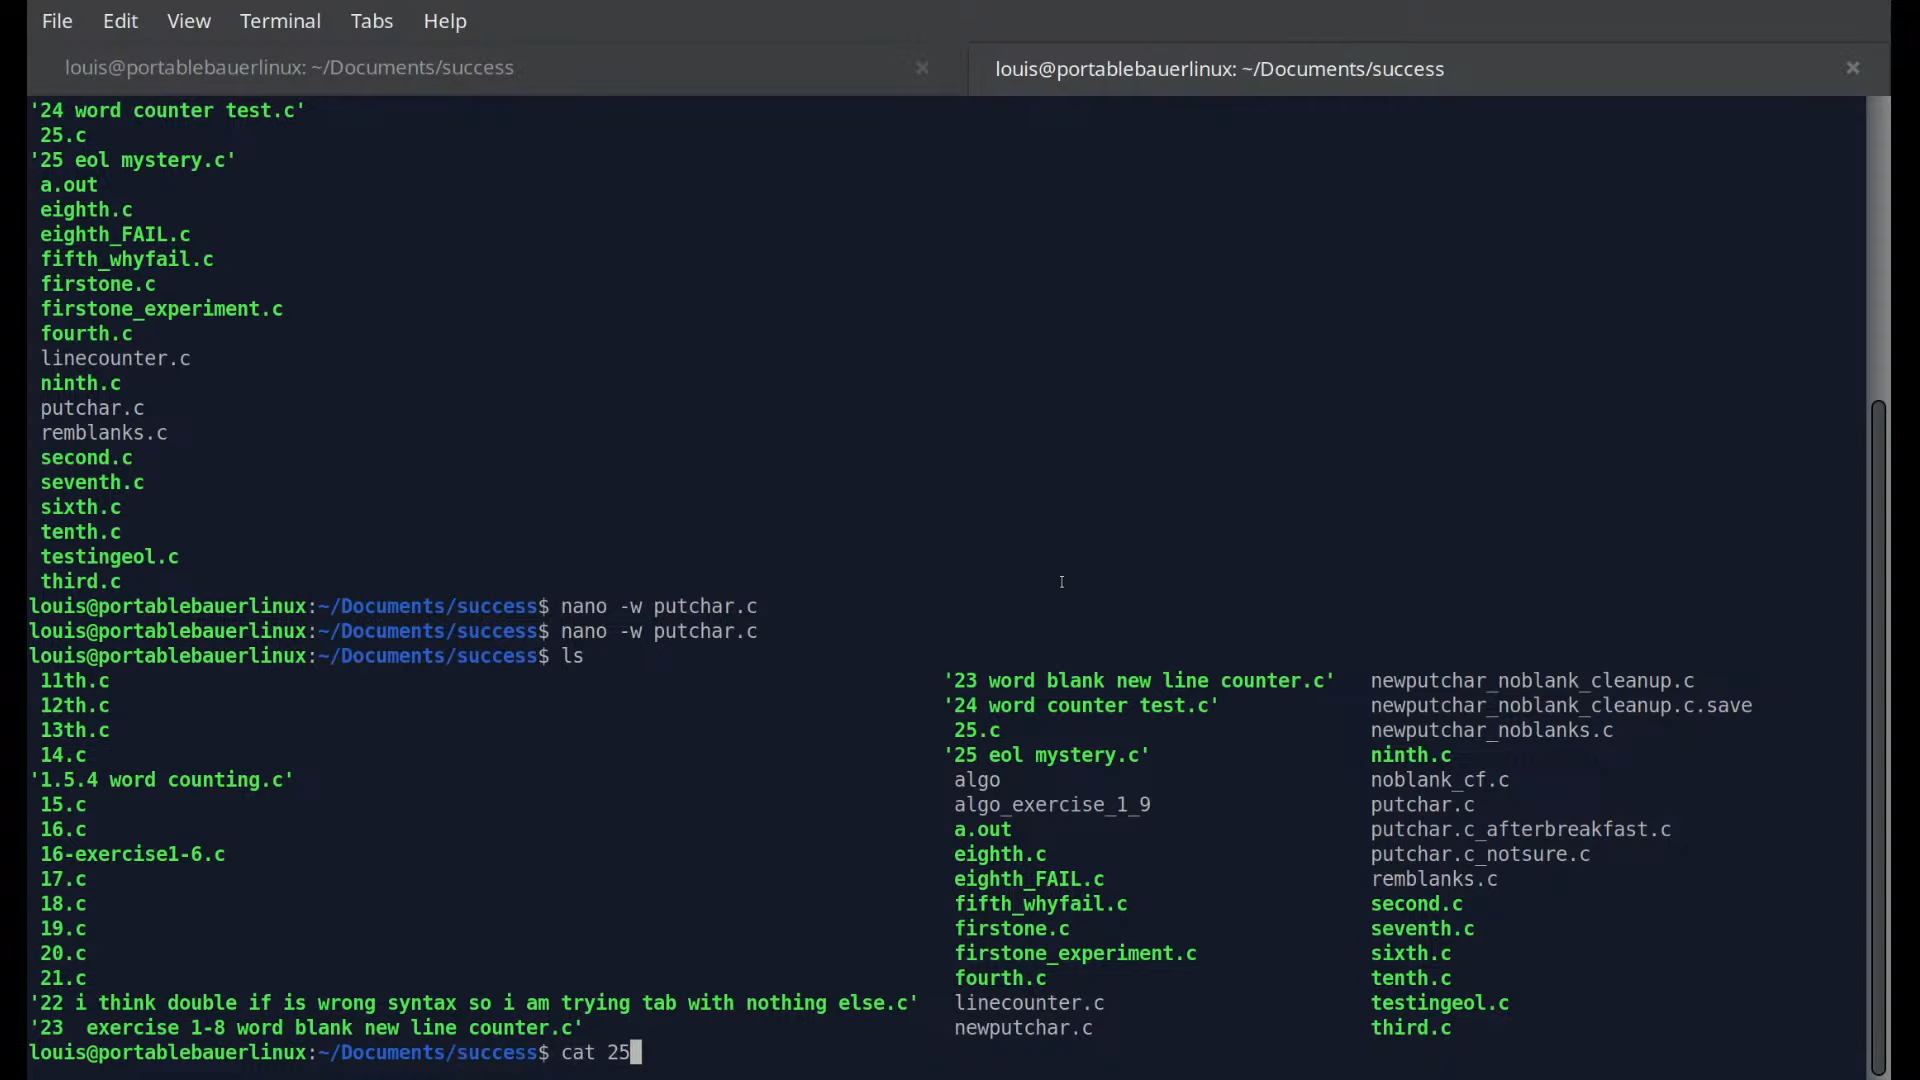 File Edit View Terminal Tabs Help
louis@portablebauerlinux: ~/Documents/success × louis@portablebauerlinux: ~/Documents/success ×
'24 word counter test.c'
25.c
'25 eol mystery.c'
a.out
eighth.c
eighth_FAIL.c
fifth_whyfail.c
firstone.c
firstone_experiment.c
fourth.c
linecounter.c
ninth.c
putchar.c
remblanks.c
second.c
seventh.c
sixth.c
tenth.c
testingeol.c
third.c
louis@portablebauerlinux:~/Documents/success$ nano -w putchar.c
louis@portablebauerlinux:~/Documents/success$ nano -w putchar.c
louis@portablebauerlinux:~/Documents/success$ ls
11th.c '23 word blank new line counter.c' newputchar_noblank_cleanup.c
12th.c '24 word counter test.c' newputchar_noblank_cleanup.c.save
13th.c 25.c newputchar_noblanks.c
14.c '25 eol mystery.c' ninth.c
'1.5.4 word counting.c' algo noblank_cf.c
15.c algo_exercise_1_9 putchar.c
16.c a.out putchar.c_afterbreakfast.c
16-exercise1-6.c eighth.c putchar.c_notsure.c
17.c eighth_FAIL.c remblanks.c
18.c fifth_whyfail.c second.c
19.c firstone.c seventh.c
20.c firstone_experiment.c sixth.c
21.c fourth.c tenth.c
'22 i think double if is wrong syntax so i am trying tab with nothing else.c' linecounter.c testingeol.c
'23  exercise 1-8 word blank new line counter.c' newputchar.c third.c
louis@portablebauerlinux:~/Documents/success$ cat 25